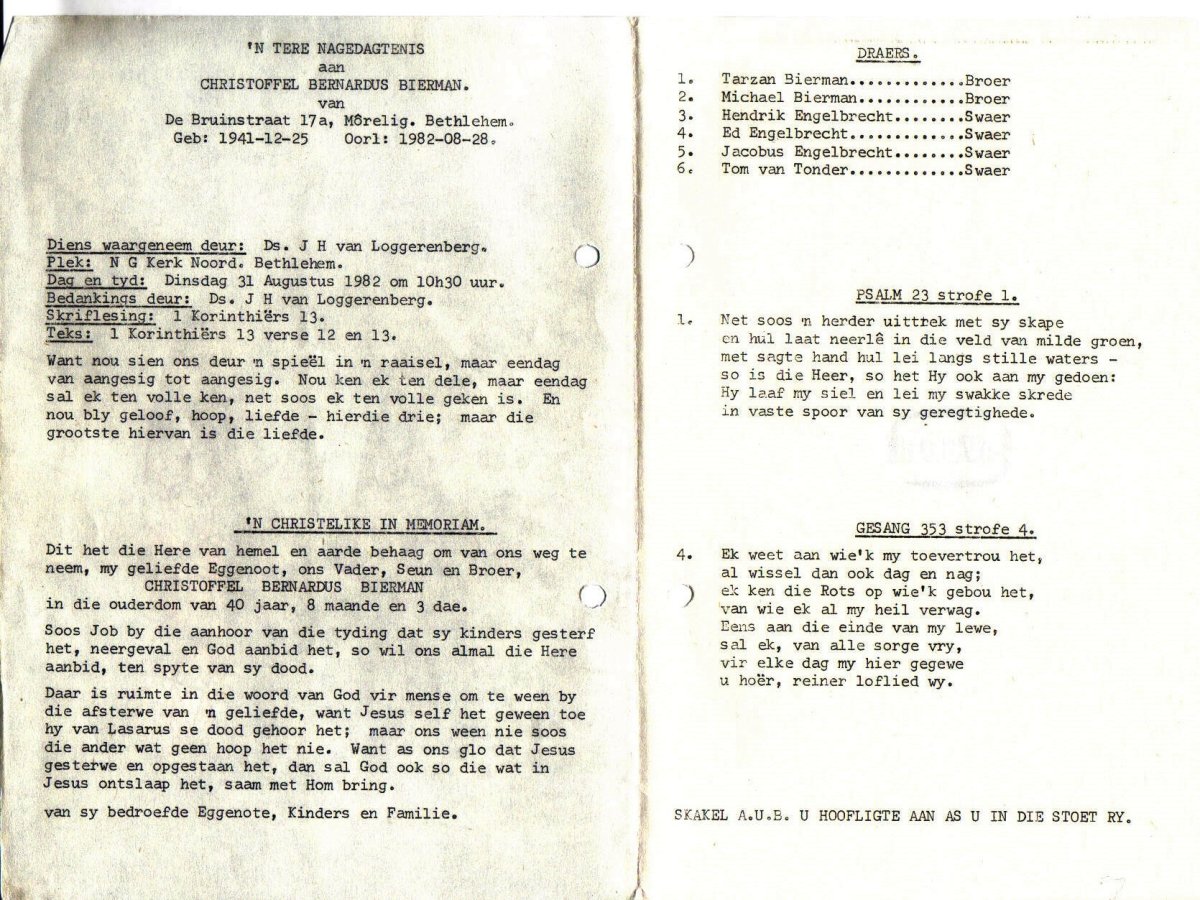 'N TERE NAGEDAGTENIS
aan
CHRISTOFFEL BERNARDUS BIERMAN.
van
De Bruinstraat 17a, Môrelig. Bethlehem.
Geb: 1941-12-25 Oorl: 1982-08-28.
Diens waargeneem deur: Ds. J H van Loggerenberg.
Plek: N G Kerk Noord. Bethlehem.
Dag en tyd: Dinsdag 31 Augustus 1982 om 10h30 uur.
Bedankings deur: Ds. J H van Loggerenberg.
Skriflesing: 1 Korinthiërs 13.
Teks: 1 Korinthiërs 13 verse 12 en 13.
Want nou sien ons deur 'n spieël in 'n raaisel, maar eendag
van aangesig tot aangesig. Nou ken ek ten dele, maar eendag
sal ek ten volle ken, net soos ek ten volle geken is. En
nou bly geloof, hoop, liefde - hierdie drie; maar die
grootste hiervan is die liefde.
'N CHRISTELIKE IN MEMORIAM.
Dit het die Here van hemel en aarde behaag om van ons weg te
neem, my geliefde Eggenoot, ons Vader, Seun en Broer,
CHRISTOFFEL BERNARDUS BIERMAN
in die ouderdom van 40 jaar, 8 maande en 3 dae.
Soos Job by die aanhoor van die tyding dat sy kinders gesterf
het, neergeval en God aanbid het, so wil ons almal die Here
aanbid, ten spyte van sy dood.
Daar is ruimte in die woord van God vir mense om te ween by
die afsterwe van 'n geliefde, want Jesus self het geween toe
hy van Lasarus se dood gehoor het; maar ons ween nie soos
die ander wat geen hoop het nie. Want as ons glo dat Jesus
gesterwe en opgestaan het, dan sal God ook so die wat in
Jesus ontslaap het, saam met Hom bring.
van sy bedroefde Eggenote, Kinders en Familie.
DRAERS.
1. Tarzan Bierman.............Broer
2. Michael Bierman............Broer
3. Hendrik Engelbrecht........Swaer
4. Ed Engelbrecht.............Swaer
5. Jacobus Engelbrecht........Swaer
6. Tom van Tonder.............Swaer
PSALM 23 strofe 1.
1. Net soos 'n herder uittrek met sy skape
en hul laat neerlê in die veld van milde groen,
met sagte hand hul lei langs stille waters -
so is die Heer, so het Hy ook aan my gedoen:
Hy laaf my siel en lei my swakke skrede
in vaste spoor van sy geregtighede.
GESANG 353 strofe 4.
4. Ek weet aan wie'k my toevertrou het,
al wissel dan ook dag en nag;
ek ken die Rots op wie'k gebou het,
van wie ek al my heil verwag.
Eens aan die einde van my lewe,
sal ek, van alle sorge vry,
vir elke dag my hier gegewe
u hoër, reiner loflied wy.
SKAKEL A.U.B. U HOOFLIGTE AAN AS U IN DIE STOET RY.